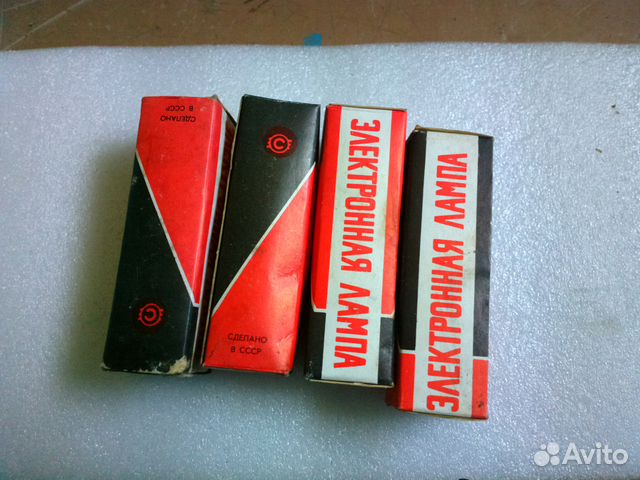 СДЕЛАНО
В СССР
С
С
СДЕЛАНО
В СССР
ЭЛЕКТРОННАЯ ЛАМПА
ЭЛЕКТРОННАЯ ЛАМПА
Avito